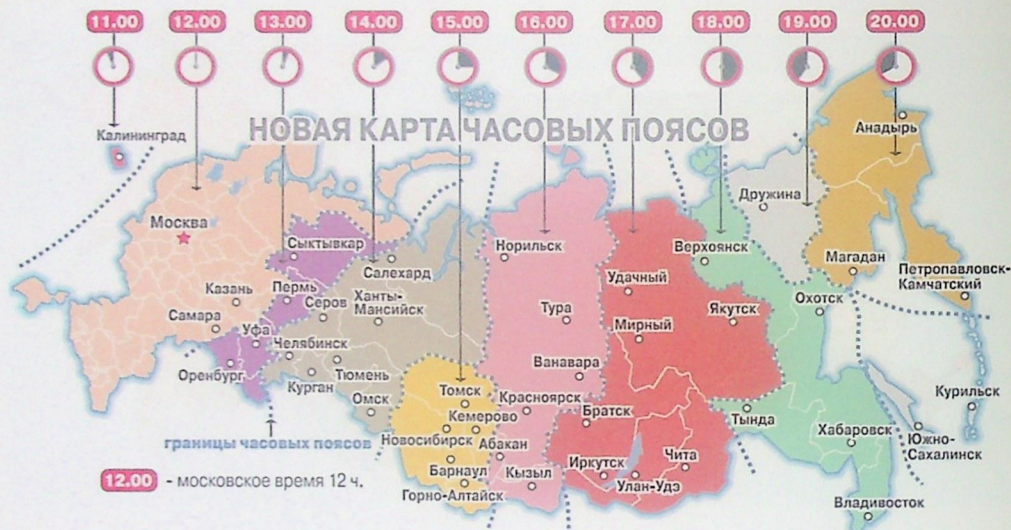 11.00
12.00
13.00
14.00
15.00
16.00
17.00
18.00
19.00
20.00
НОВАЯ КАРТА ЧАСОВЫХ ПОЯСОВ
Калининград
Анадырь
Дружина
Москва
Сыктывкар
Норильск
Верхоянск
Салехард
Магадан
Петропавловск-
Камчатский
Удачный
Казань
Пермь
Серов
Ханты-
Мансийск
Охотск
Тура
Якутск
Самара
Уфа
Мирный
Челябинск
Ванавара
Оренбург
Курган
Тюмень
Омск
Томск
Красноярск
Курильск
Кемерово
Братск
Тында
границы часовых поясов
Новосибирск
Абакан
Хабаровск
Южно-
Сахалинск
Барнаул
Кызыл
Иркутск
Чита
Улан-Удэ
12.00 - московское время 12 ч.
Горно-Алтайск
Владивосток